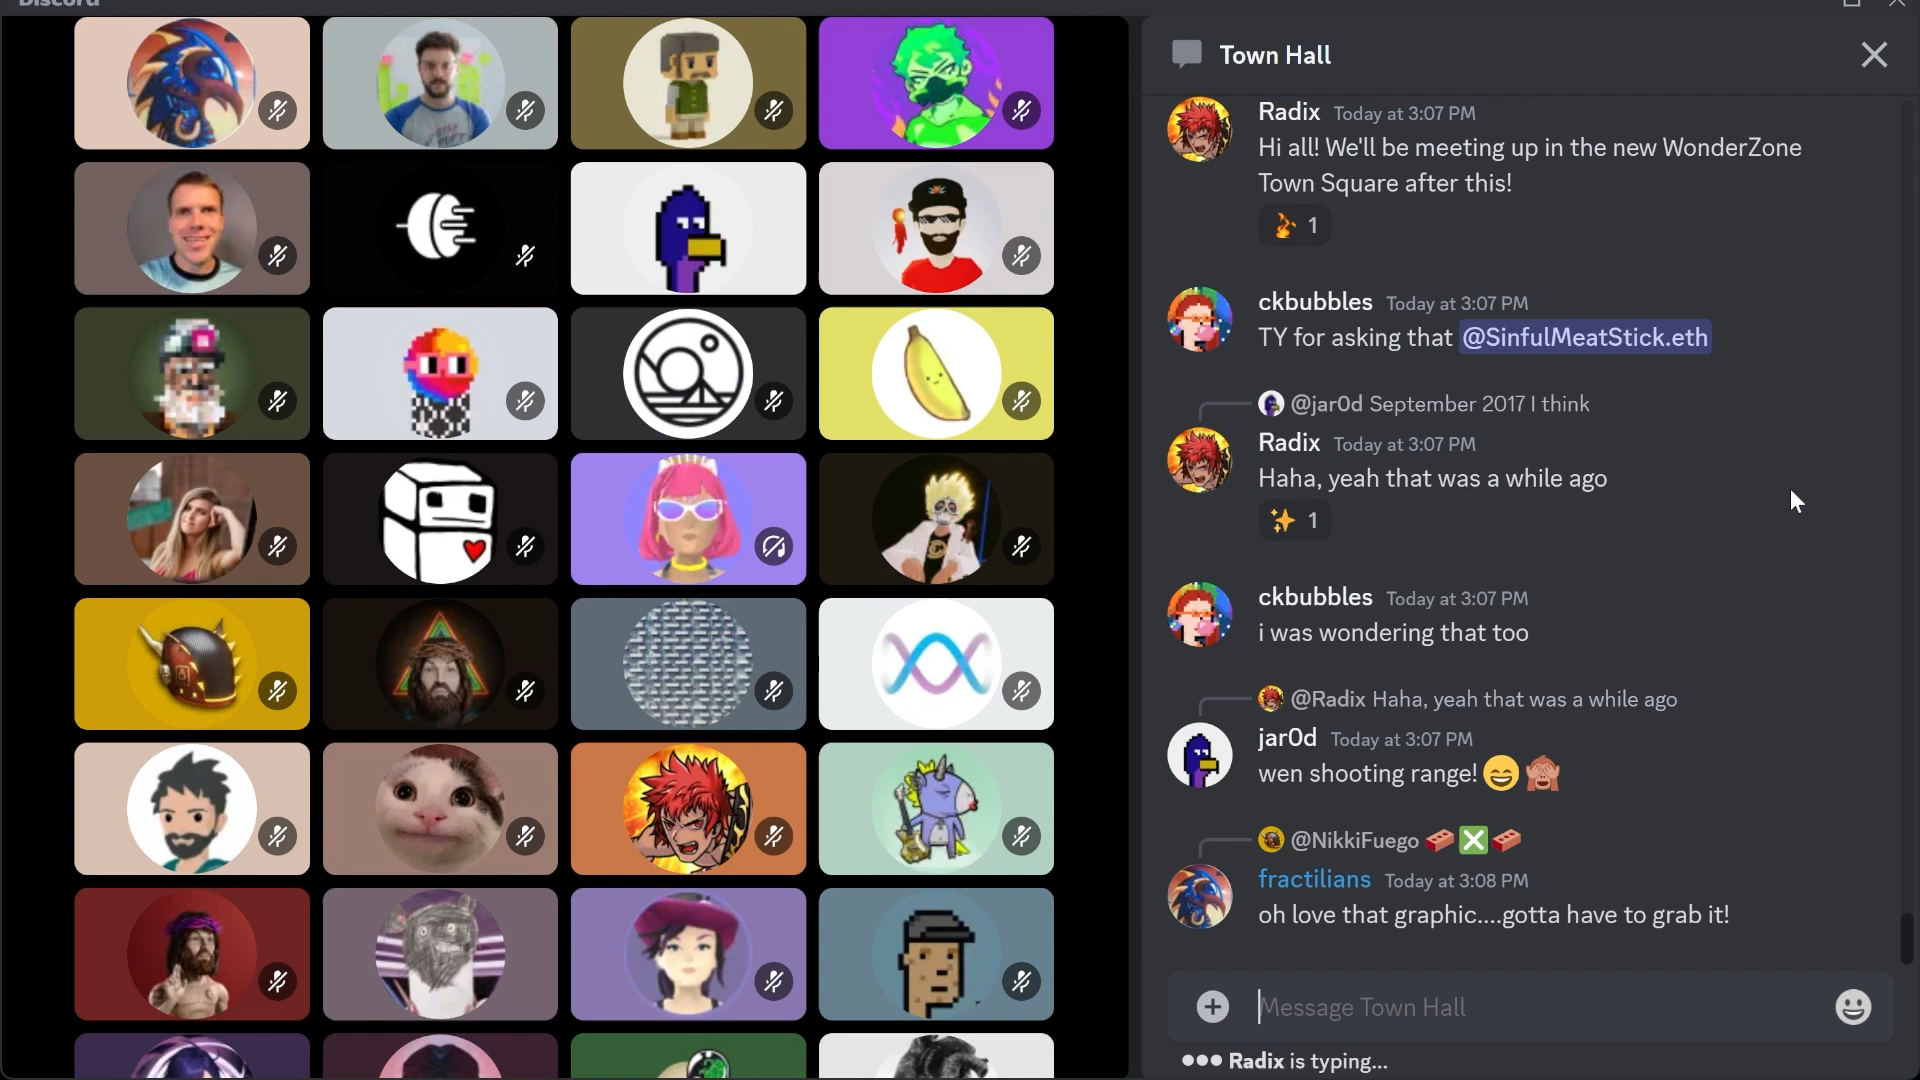 Discord
Town Hall
Radix Today at 3:07 PM
Hi all! We'll be meeting up in the new WonderZone
Town Square after this!
1
ckbubbles Today at 3:07 PM
TY for asking that @SinfulMeatStick.eth
@jar0d September 2017 I think
Radix Today at 3:07 PM
Haha, yeah that was a while ago
1
ckbubbles Today at 3:07 PM
i was wondering that too
@Radix Haha, yeah that was a while ago
jar0d Today at 3:07 PM
wen shooting range!
@NikkiFuego
fractilians Today at 3:08 PM
oh love that graphic....gotta have to grab it!
Message Town Hall
Radix is typing...